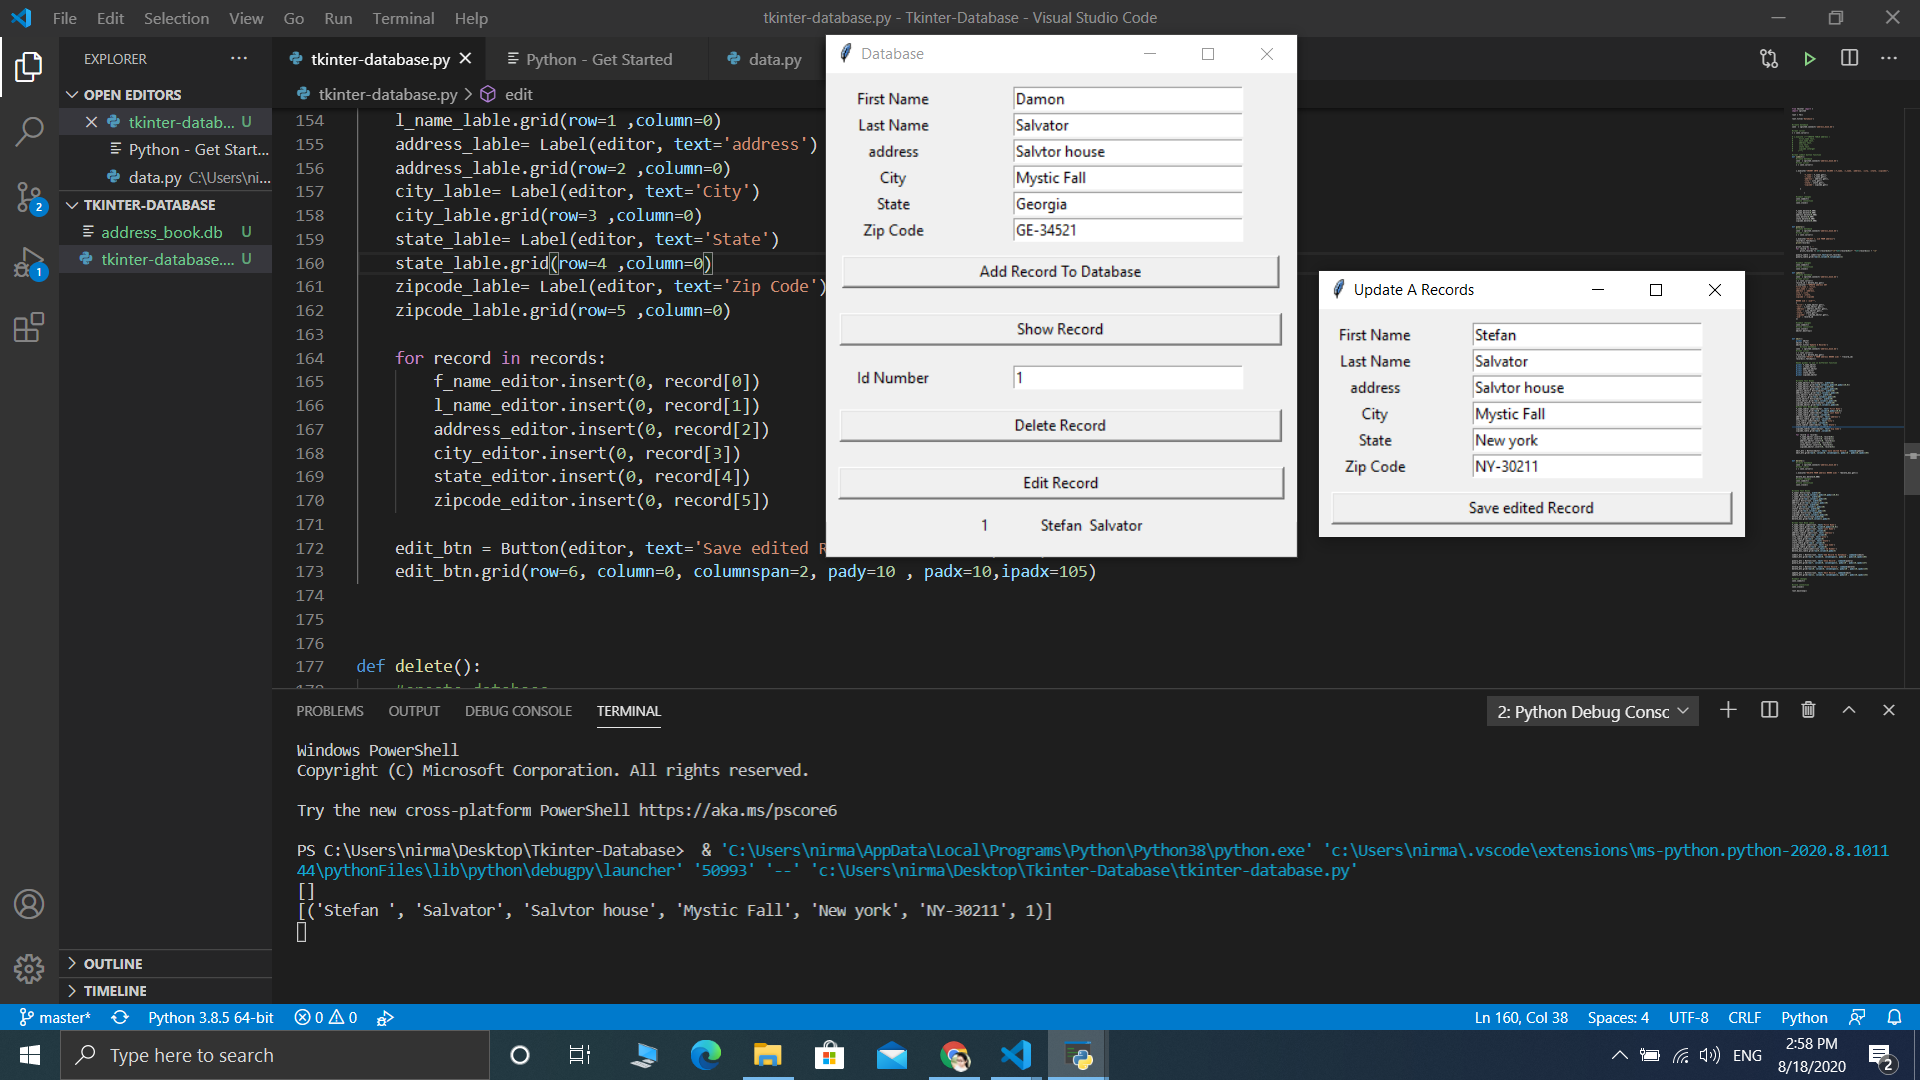 File Edit Selection View Go Run Terminal Help
tkinter-database.py - Tkinter-Database - Visual Studio Code
EXPLORER
OPEN EDITORS
tkinter-datab... U
Python - Get Start...
data.py C:\Users\ni...
TKINTER-DATABASE
address_book.db U
tkinter-database.... U
OUTLINE
TIMELINE
2
1
tkinter-database.py
Python - Get Started
data.py
tkinter-database.py > edit
154 l_name_lable.grid(row=1 ,column=0)
155 address_lable= Label(editor, text='address')
156 address_lable.grid(row=2 ,column=0)
157 city_lable= Label(editor, text='City')
158 city_lable.grid(row=3 ,column=0)
159 state_lable= Label(editor, text='State')
160 state_lable.grid(row=4 ,column=0)
161 zipcode_lable= Label(editor, text='Zip Code')
162 zipcode_lable.grid(row=5 ,column=0)
163
164 for record in records:
165 f_name_editor.insert(0, record[0])
166 l_name_editor.insert(0, record[1])
167 address_editor.insert(0, record[2])
168 city_editor.insert(0, record[3])
169 state_editor.insert(0, record[4])
170 zipcode_editor.insert(0, record[5])
171
172 edit_btn = Button(editor, text='Save edited R
173 edit_btn.grid(row=6, column=0, columnspan=2, pady=10 , padx=10,ipadx=105)
174
175
176
177 def delete():
Database
First Name Damon
Last Name Salvator
address Salvtor house
City Mystic Fall
State Georgia
Zip Code GE-34521
Add Record To Database
Show Record
Id Number 1
Delete Record
Edit Record
1 Stefan Salvator
Update A Records
First Name Stefan
Last Name Salvator
address Salvtor house
City Mystic Fall
State New york
Zip Code NY-30211
Save edited Record
PROBLEMS OUTPUT DEBUG CONSOLE TERMINAL
2: Python Debug Consc
Windows PowerShell
Copyright (C) Microsoft Corporation. All rights reserved.
Try the new cross-platform PowerShell https://aka.ms/pscore6
PS C:\Users\nirma\Desktop\Tkinter-Database> & 'C:\Users\nirma\AppData\Local\Programs\Python\Python38\python.exe' 'c:\Users\nirma\.vscode\extensions\ms-python.python-2020.8.1011
44\pythonFiles\lib\python\debugpy\launcher' '50993' '--' 'c:\Users\nirma\Desktop\Tkinter-Database\tkinter-database.py'
[]
[('Stefan ', 'Salvator', 'Salvtor house', 'Mystic Fall', 'New york', 'NY-30211', 1)]
master* Python 3.8.5 64-bit 0 0
Ln 160, Col 38 Spaces: 4 UTF-8 CRLF Python
Type here to search
ENG
2:58 PM
8/18/2020
2